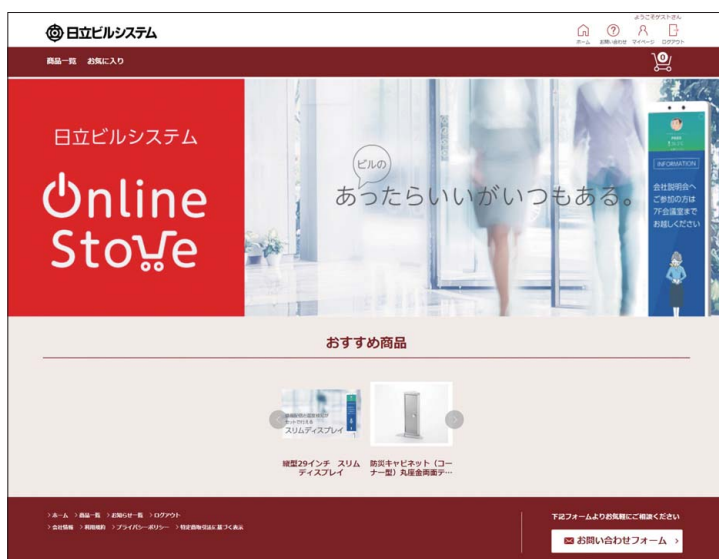 ようこそゲストさん
日立ビルシステム
ホーム お問い合わせ マイページ ログアウト
商品一覧 お気に入り
0
日立ビルシステム
Online
Store
ビルの
あったらいいがいつもある。
INFORMATION
会社説明会へ
ご参加の方は
7F会議室まで
お越しください
おすすめ商品
スリムディスプレイ
縦型29インチ スリム
ディスプレイ
防災キャビネット（コー
ナー型）丸座金両面テ…
>ホーム >商品一覧 >お知らせ一覧 >ログアウト
>会社情報 >利用規約 >プライバシーポリシー >特定商取引法に基づく表示
下記フォームよりお気軽にご相談ください
お問い合わせフォーム >